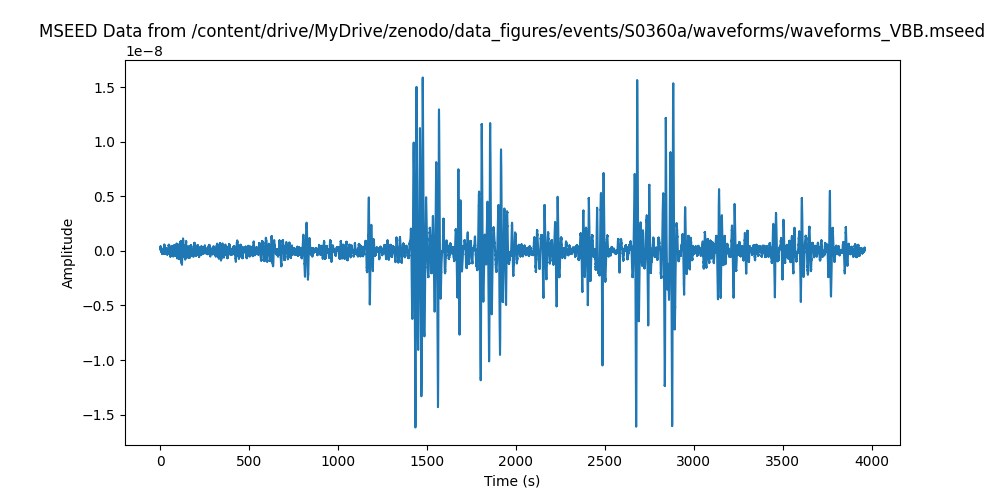 MSEED Data from /content/drive/MyDrive/zenodo/data_figures/events/S0360a/waveforms/waveforms_VBB.mseed
1e−8
1.5
1.0
0.5
0.0
−0.5
−1.0
−1.5
Amplitude
0 500 1000 1500 2000 2500 3000 3500 4000
Time (s)